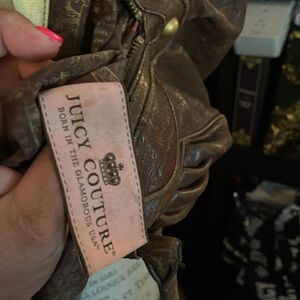 JUICY COUTURE®
BORN IN THE GLAMOROUS USA